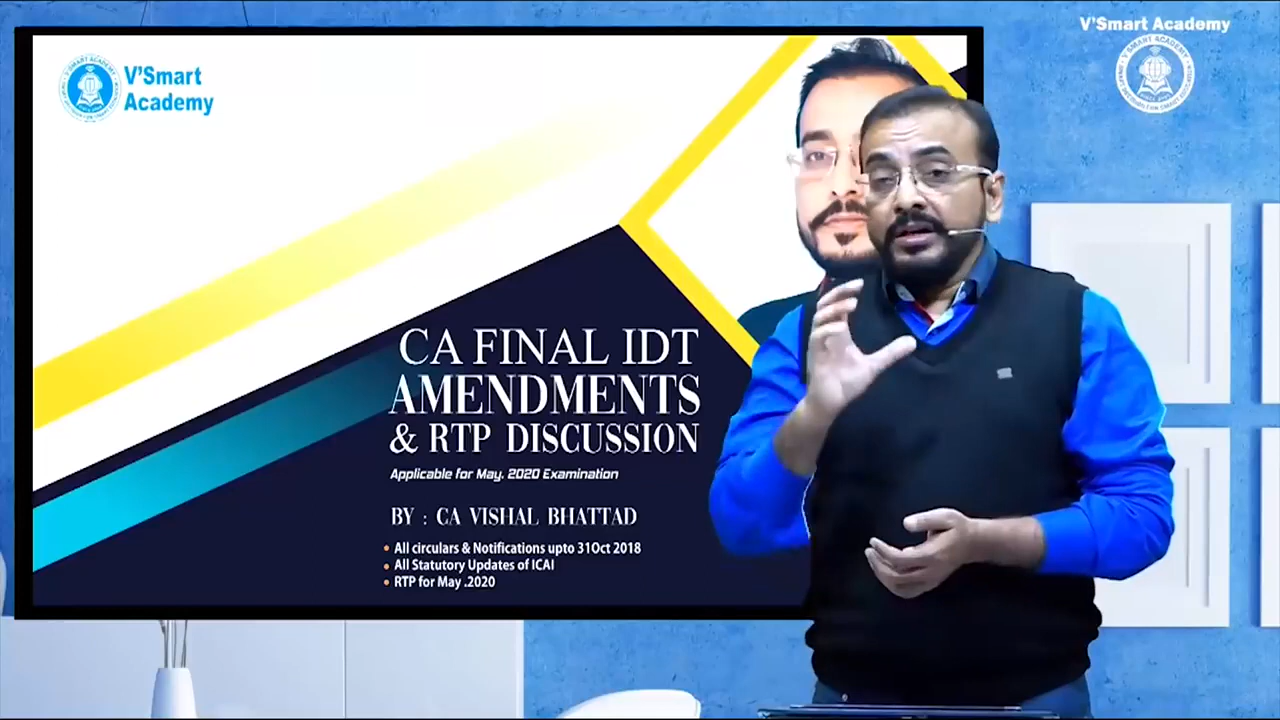 V'Smart Academy
V'Smart
Academy
CA FINAL IDT
AMENDMENTS
& RTP DISCUSSION
Applicable for May. 2020 Examination
BY : CA VISHAL BHATTAD
All circulars & Notifications upto 31Oct 2018
All Statutory Updates of ICAI
RTP for May .2020